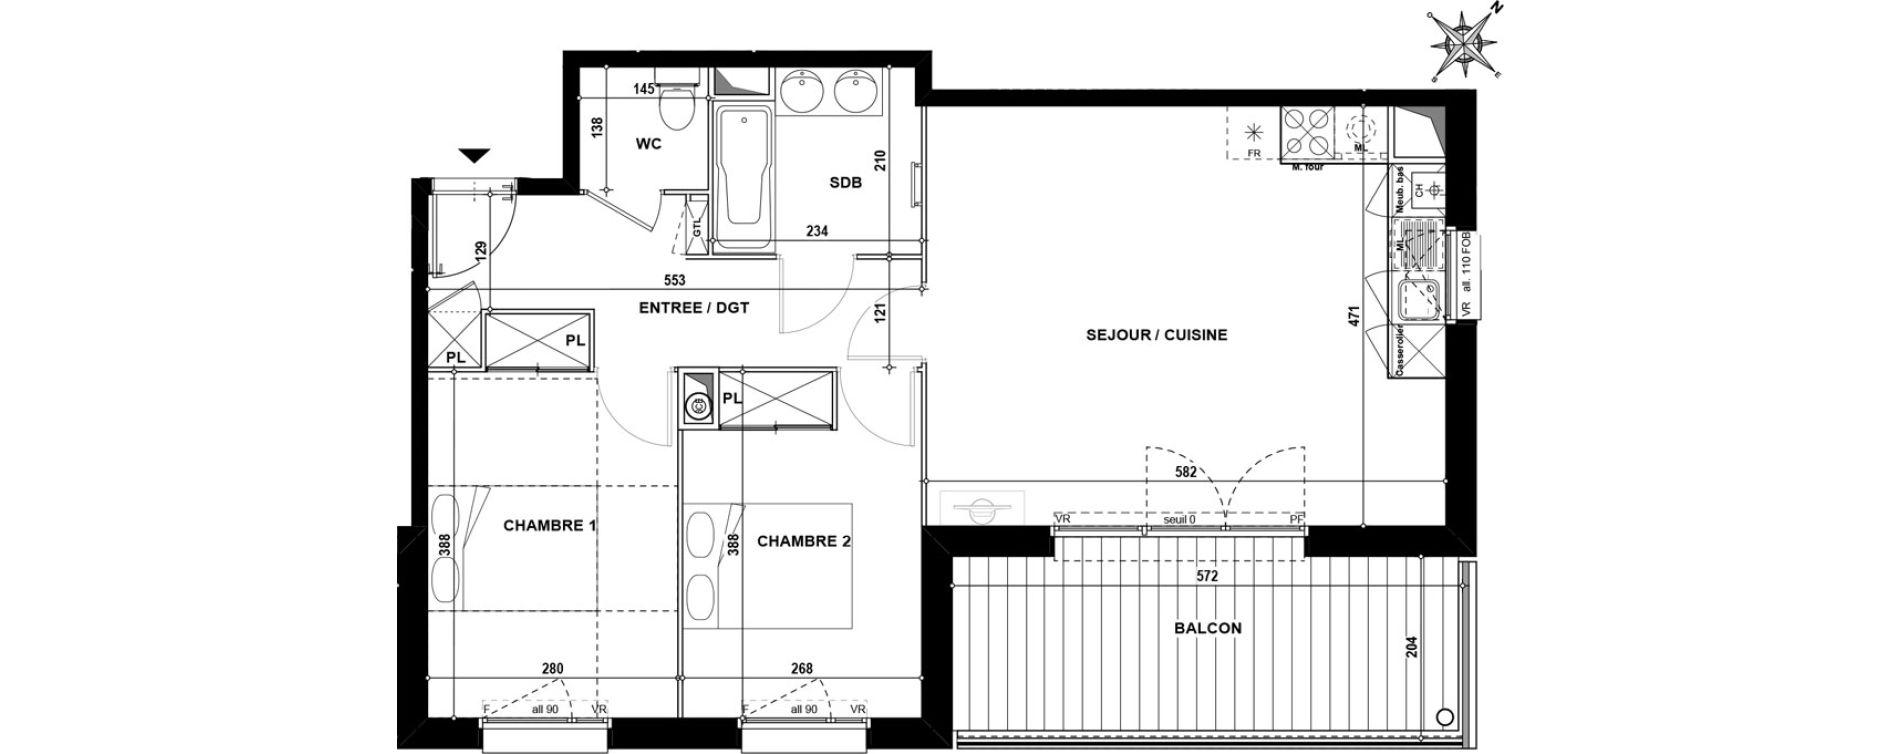 N
O
E
S
145
138
WC
SDB
210
234
GTL
129
553
ENTREE / DGT
121
PL
PL
PL
FR
M. four
ML
Meub. bas
CH
ML
Casserolier
VR all. 110 FOB
471
SEJOUR / CUISINE
582
VR
seuil 0
PF
CHAMBRE 1
388
280
F
all 90
VR
CHAMBRE 2
388
268
F
all 90
VR
572
BALCON
204